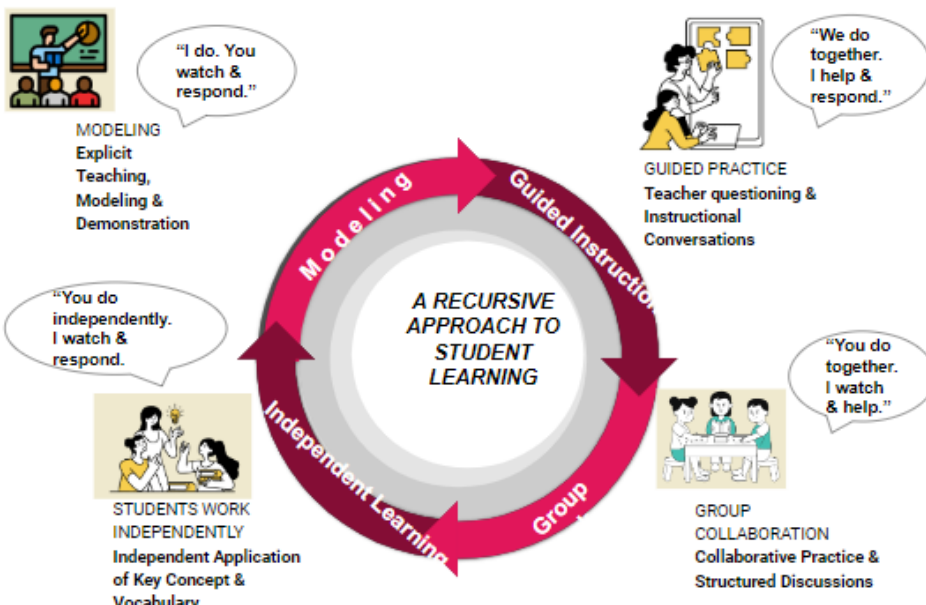 “I do. You
watch &
respond.”
MODELING
Explicit
Teaching,
Modeling &
Demonstration
“We do
together.
I help &
respond.”
GUIDED PRACTICE
Teacher questioning &
Instructional
Conversations
Modeling
Guided Instruction
A RECURSIVE
APPROACH TO
STUDENT
LEARNING
“You do
independently.
I watch &
respond.
“You do
together.
I watch
& help.”
Independent Learning
Group
STUDENTS WORK
INDEPENDENTLY
Independent Application
of Key Concept &
Vocabulary
GROUP
COLLABORATION
Collaborative Practice &
Structured Discussions